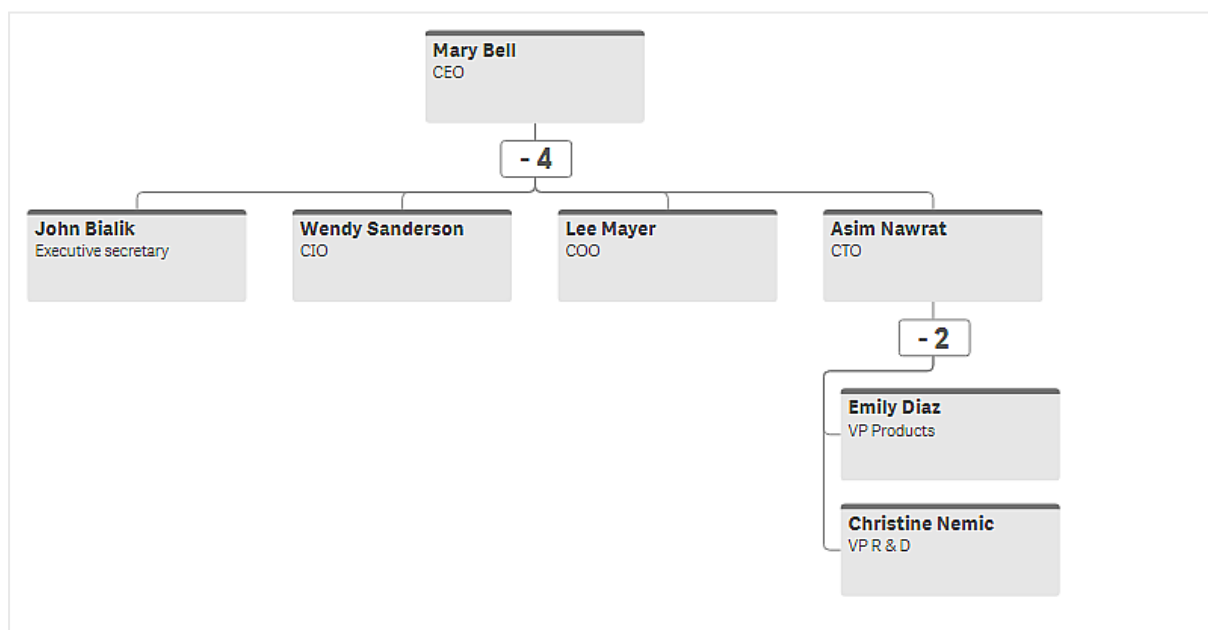 Mary Bell
CEO
- 4
John Bialik
Executive secretary
Wendy Sanderson
CIO
Lee Mayer
COO
Asim Nawrat
CTO
- 2
Emily Diaz
VP Products
Christine Nemic
VP R & D